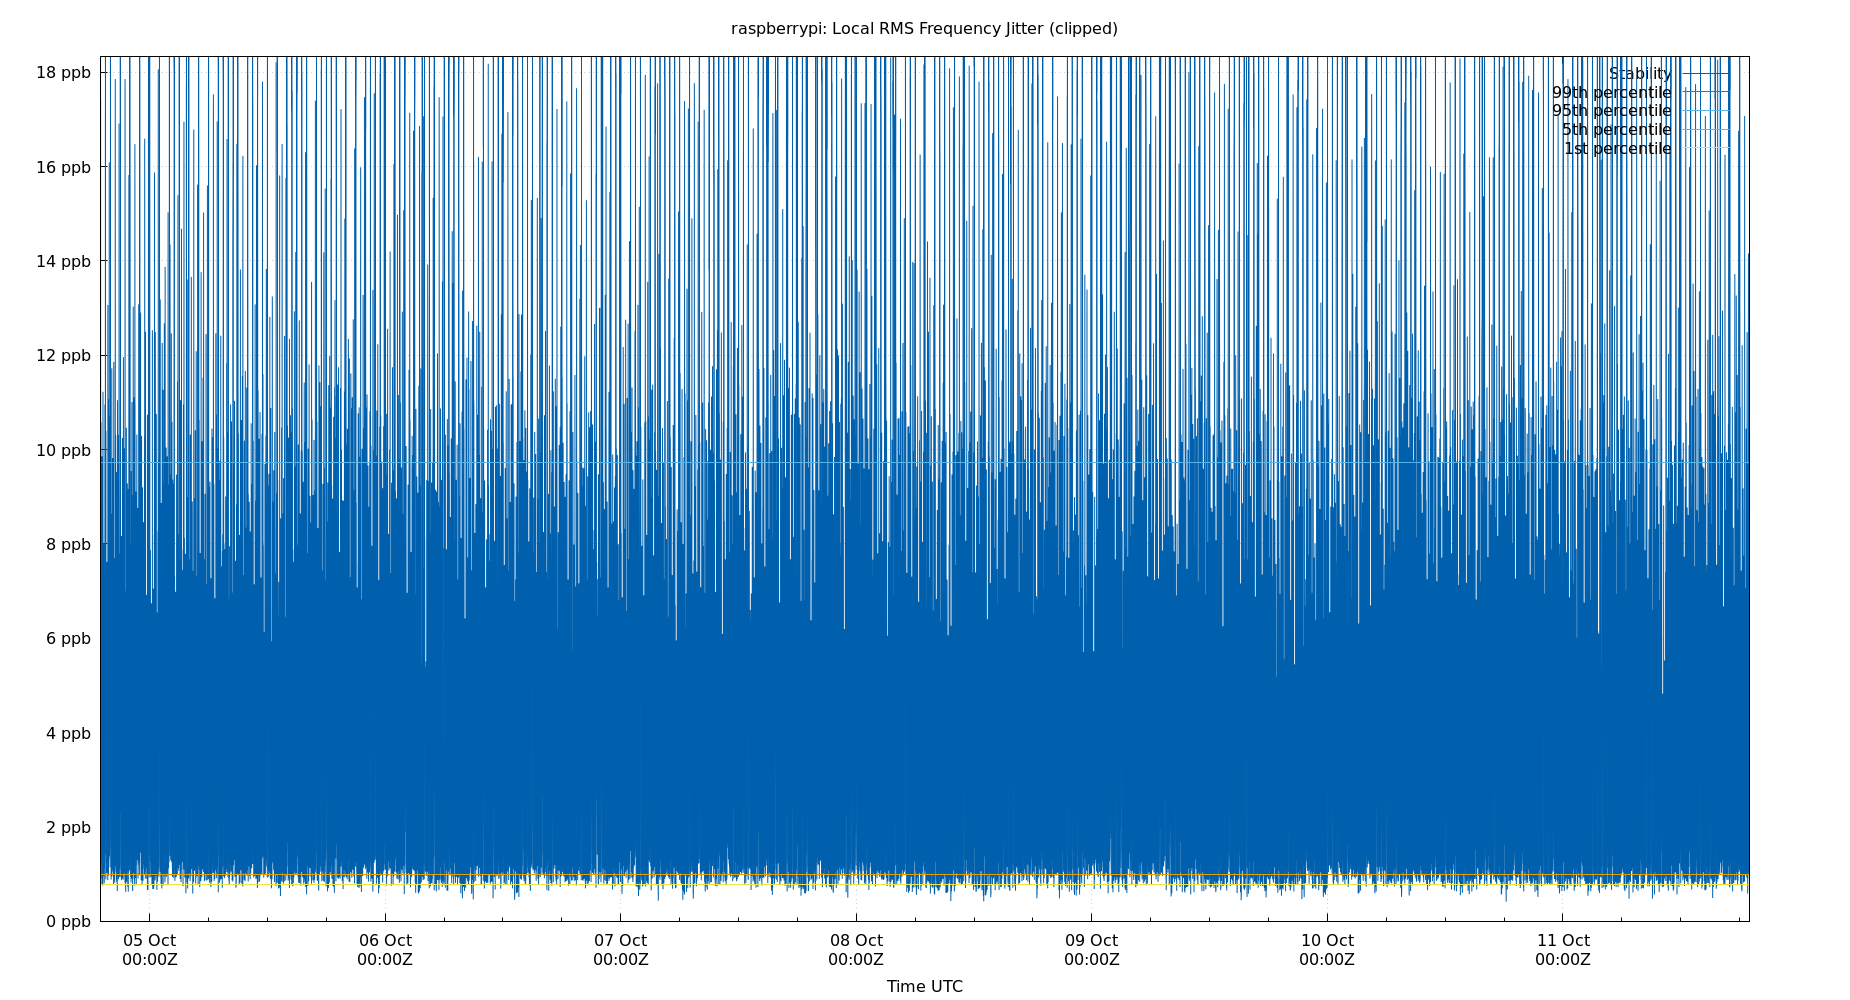 raspberrypi: Local RMS Frequency Jitter (clipped)
18 ppb
16 ppb
14 ppb
12 ppb
10 ppb
8 ppb
6 ppb
4 ppb
2 ppb
0 ppb
Stability
99th percentile
95th percentile
5th percentile
1st percentile
05 Oct 06 Oct 07 Oct 08 Oct 09 Oct 10 Oct 11 Oct
00:00Z 00:00Z 00:00Z 00:00Z 00:00Z 00:00Z 00:00Z
Time UTC